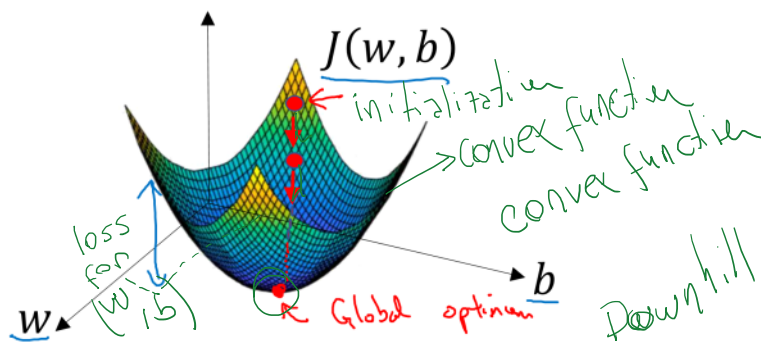 J(w, b)
initialization
convex function
convex function
loss
for
(w, b)
w
b
Global optimum
Downhill